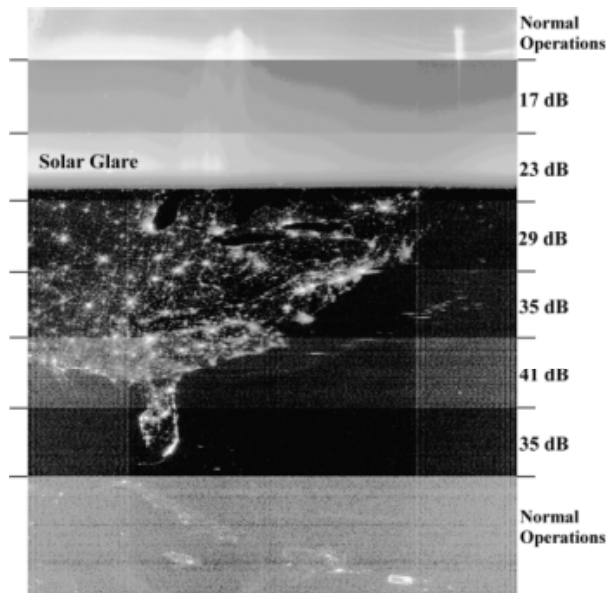 Normal
Operations
17 dB
Solar Glare
23 dB
29 dB
35 dB
41 dB
35 dB
Normal
Operations